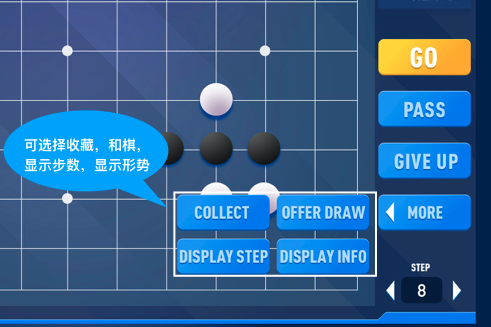 GO
PASS
可选择收藏，和棋，
显示步数，显示形势
GIVE UP
COLLECT
OFFER DRAW
MORE
DISPLAY STEP
DISPLAY INFO
STEP
8